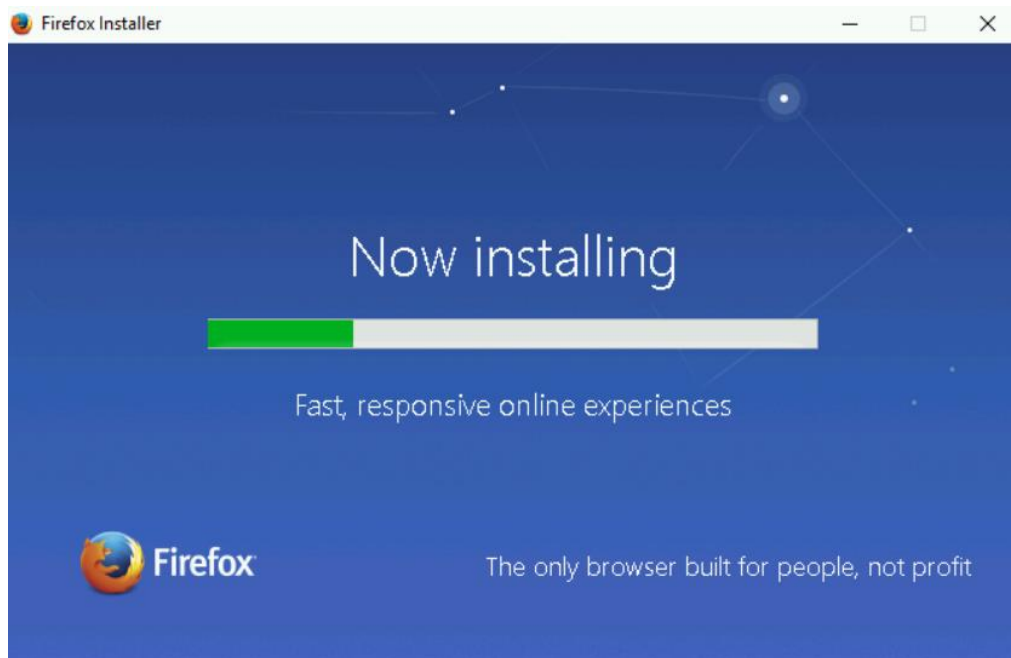 Firefox Installer
Now installing
Fast, responsive online experiences
Firefox
The only browser built for people, not profit